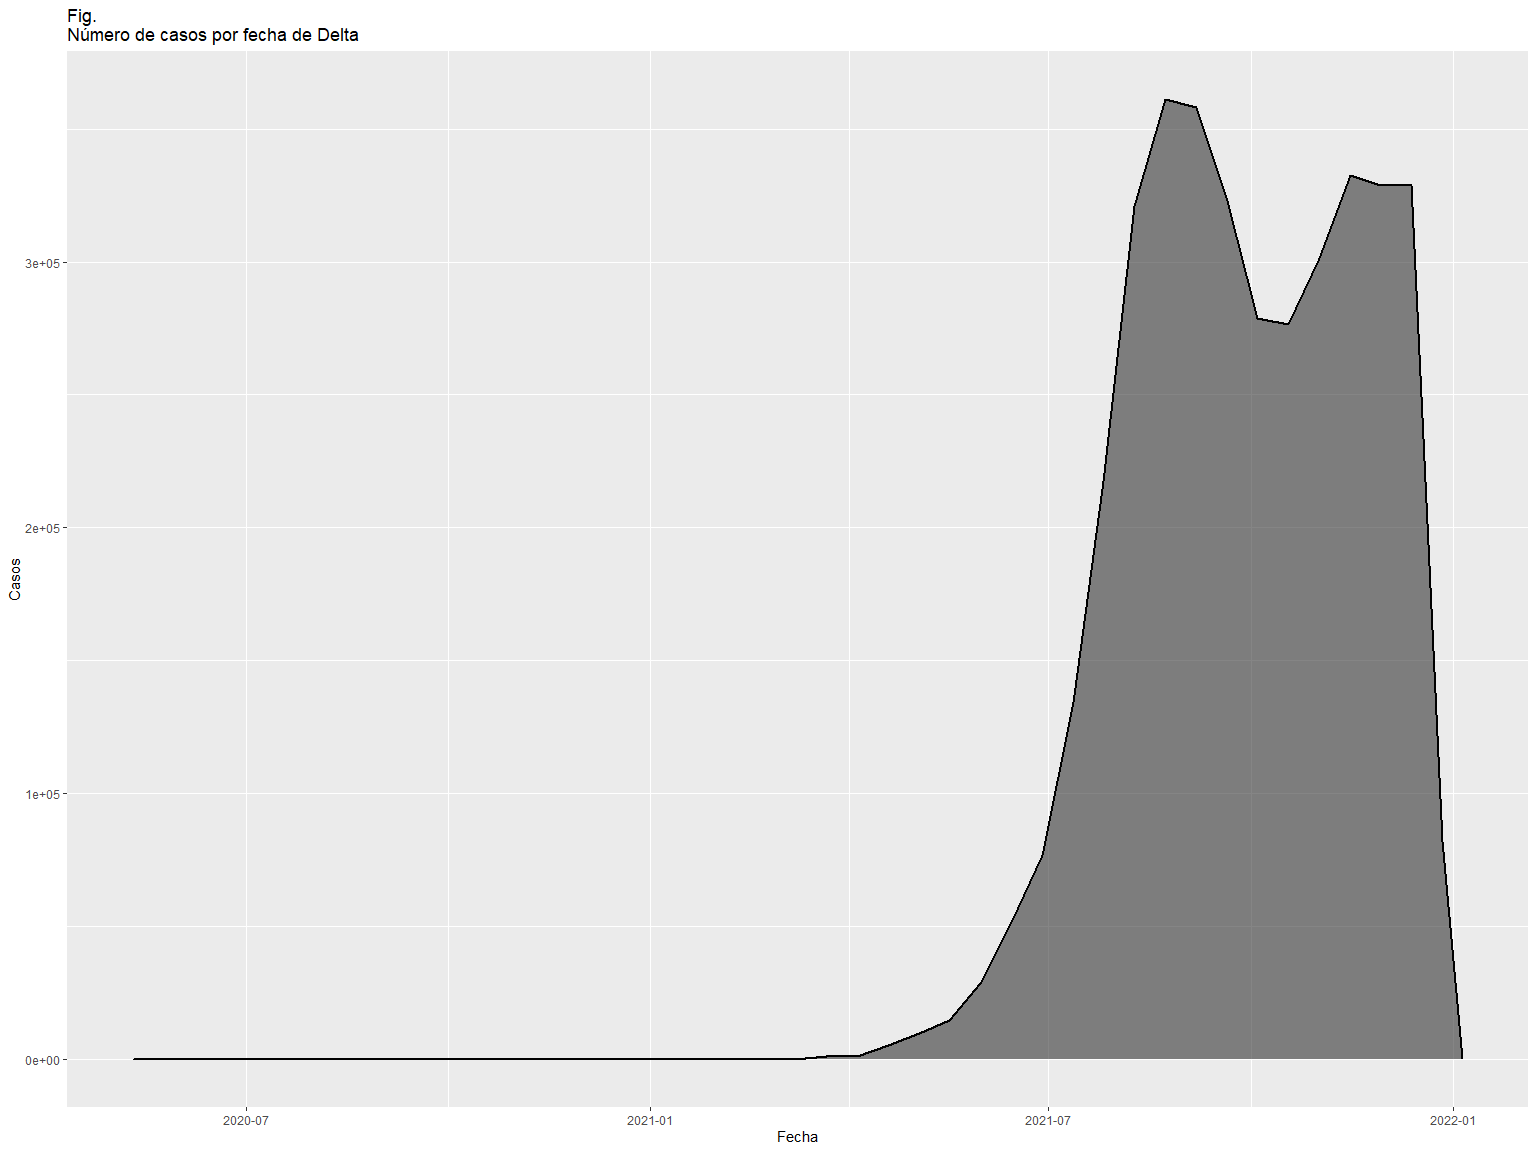 Fig.
Número de casos por fecha de Delta
3e+05
2e+05
1e+05
0e+00
Casos
2020-07
2021-01
2021-07
2022-01
Fecha